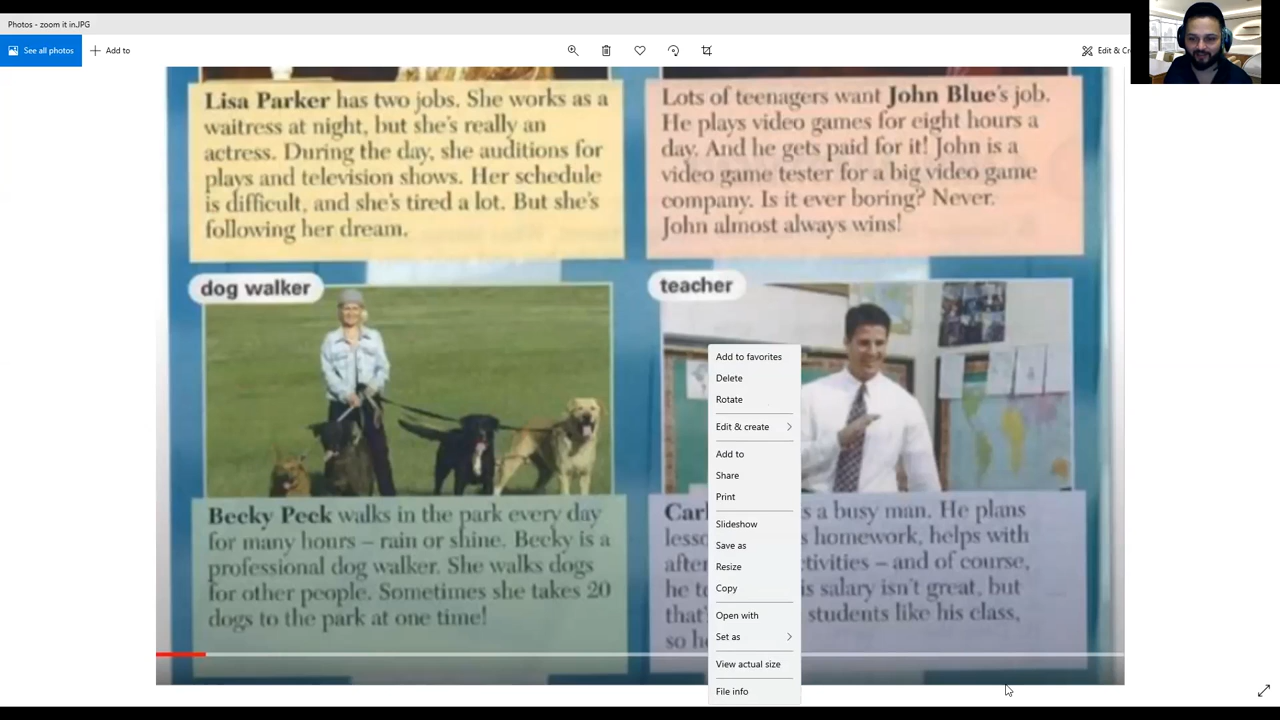 Photos - zoom it in.JPG
See all photos
Add to
Edit & Cr
Lisa Parker has two jobs. She works as a
waitress at night, but she's really an
actress. During the day, she auditions for
plays and television shows. Her schedule
is difficult, and she's tired a lot. But she's
following her dream.
Lots of teenagers want John Blue's job.
He plays video games for eight hours a
day. And he gets paid for it! John is a
video game tester for a big video game
company. Is it ever boring? Never.
John almost always wins!
dog walker
Becky Peck walks in the park every day
for many hours – rain or shine. Becky is a
professional dog walker. She walks dogs
for other people. Sometimes she takes 20
dogs to the park at one time!
teacher
s a busy man. He plans
homework, helps with
and of course,
salary isn't great, but
students like his class,
so
Add to favorites
Delete
Rotate
Edit & create
Add to
Share
Print
Slideshow
Save as
Resize
Copy
Open with
Set as
View actual size
File info